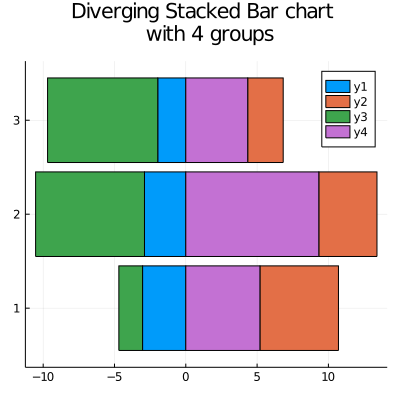 Diverging Stacked Bar chart
with 4 groups
y1
y2
y3
y4
3
2
1
−10 −5 0 5 10